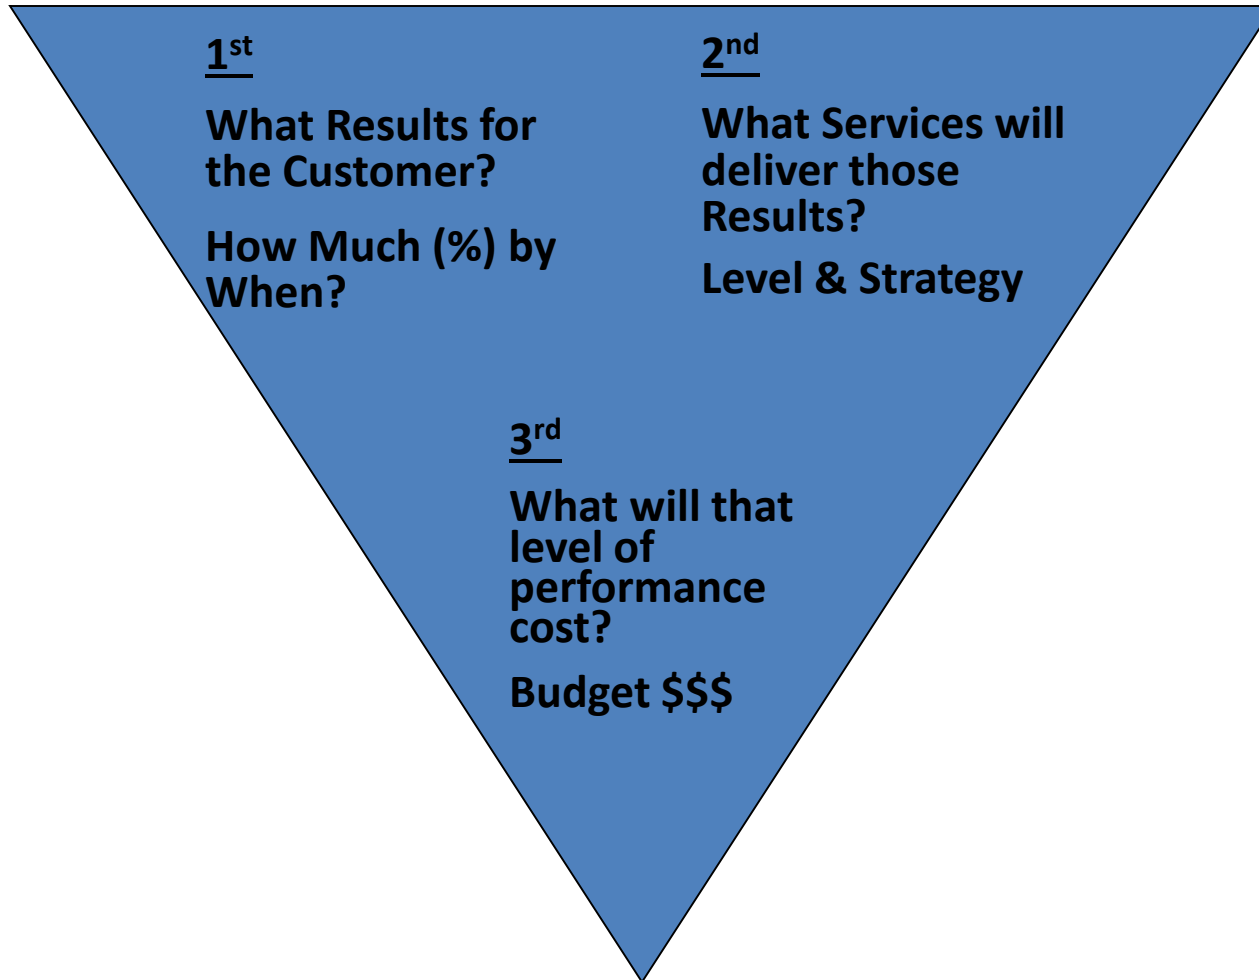 1st
What Results for
the Customer?
How Much (%) by
When?
2nd
What Services will
deliver those
Results?
Level & Strategy
3rd
What will that
level of
performance
cost?
Budget $$$